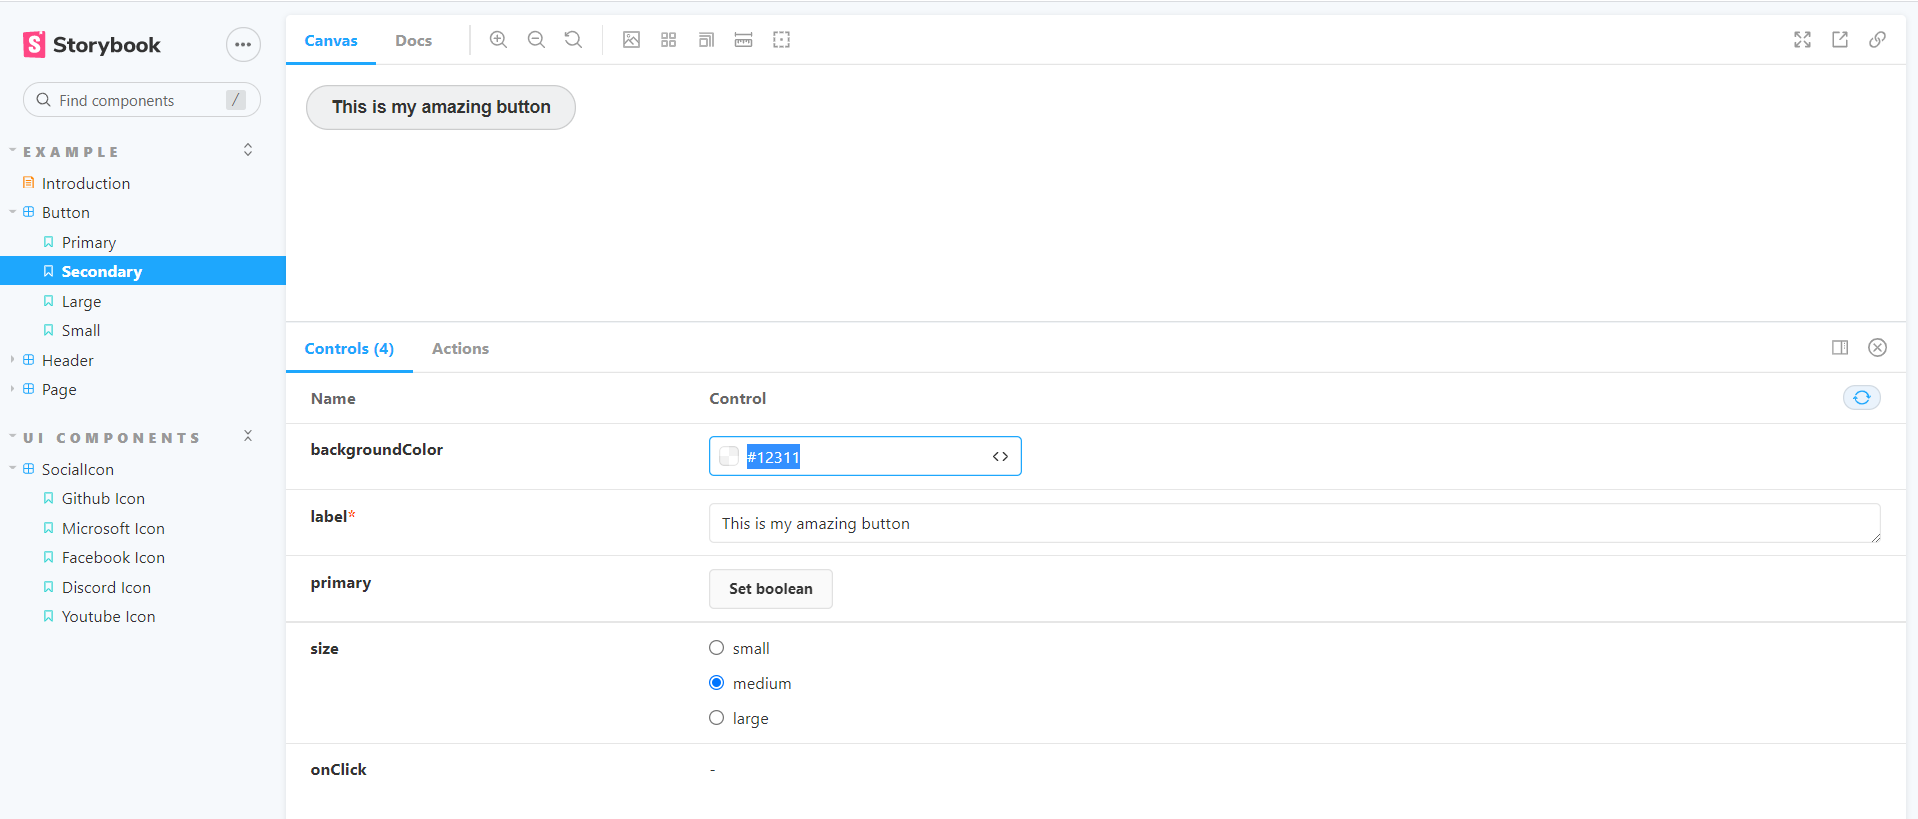 Storybook
Find components /
EXAMPLE
Introduction
Button
Primary
Secondary
Large
Small
Header
Page
UI COMPONENTS
SocialIcon
Github Icon
Microsoft Icon
Facebook Icon
Discord Icon
Youtube Icon
Canvas Docs
This is my amazing button
Controls (4) Actions
Name Control
backgroundColor #12311
label* This is my amazing button
primary Set boolean
size small
medium
large
onClick -